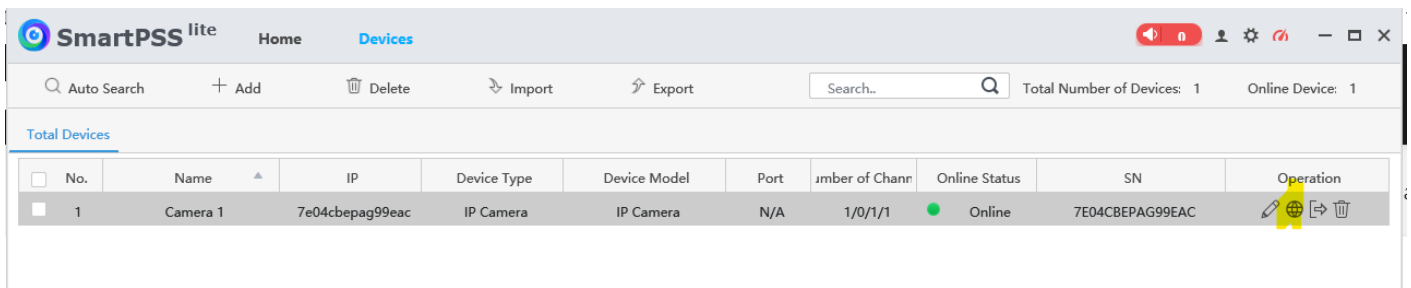 SmartPSS lite Home Devices 0
Auto Search Add Delete Import Export Search.. Total Number of Devices: 1 Online Device: 1
Total Devices
No. Name IP Device Type Device Model Port umber of Chann Online Status SN Operation
1 Camera 1 7e04cbepag99eac IP Camera IP Camera N/A 1/0/1/1 Online 7E04CBEPAG99EAC